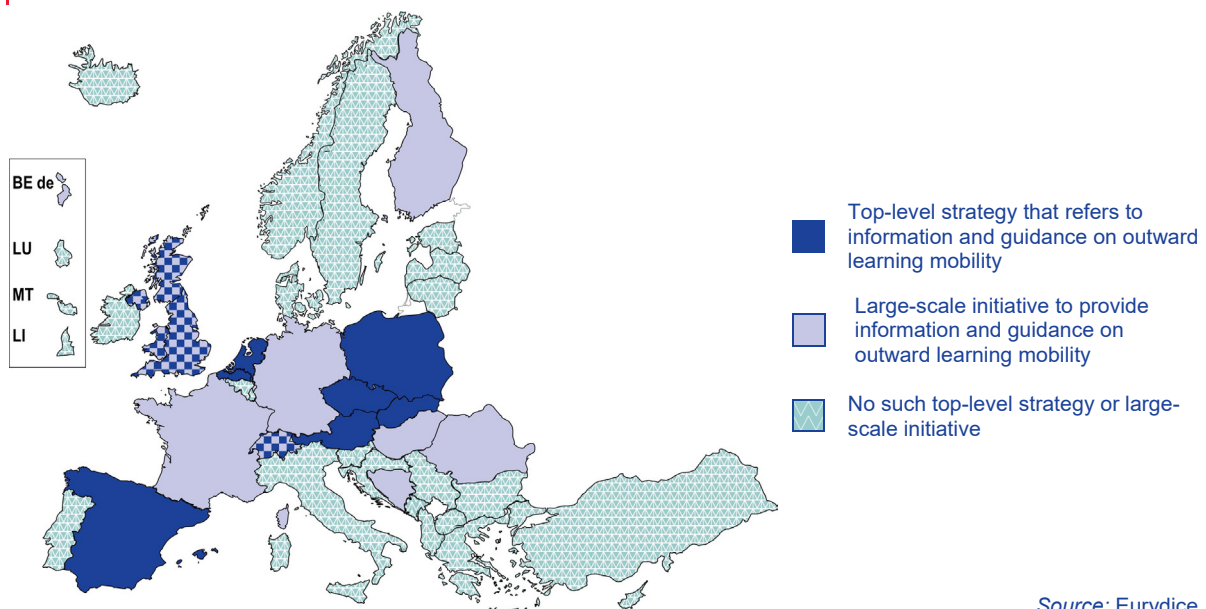 BE de
LU
MT
LI
Top-level strategy that refers to
information and guidance on outward
learning mobility
Large-scale initiative to provide
information and guidance on
outward learning mobility
No such top-level strategy or large-
scale initiative
Source: Eurydice